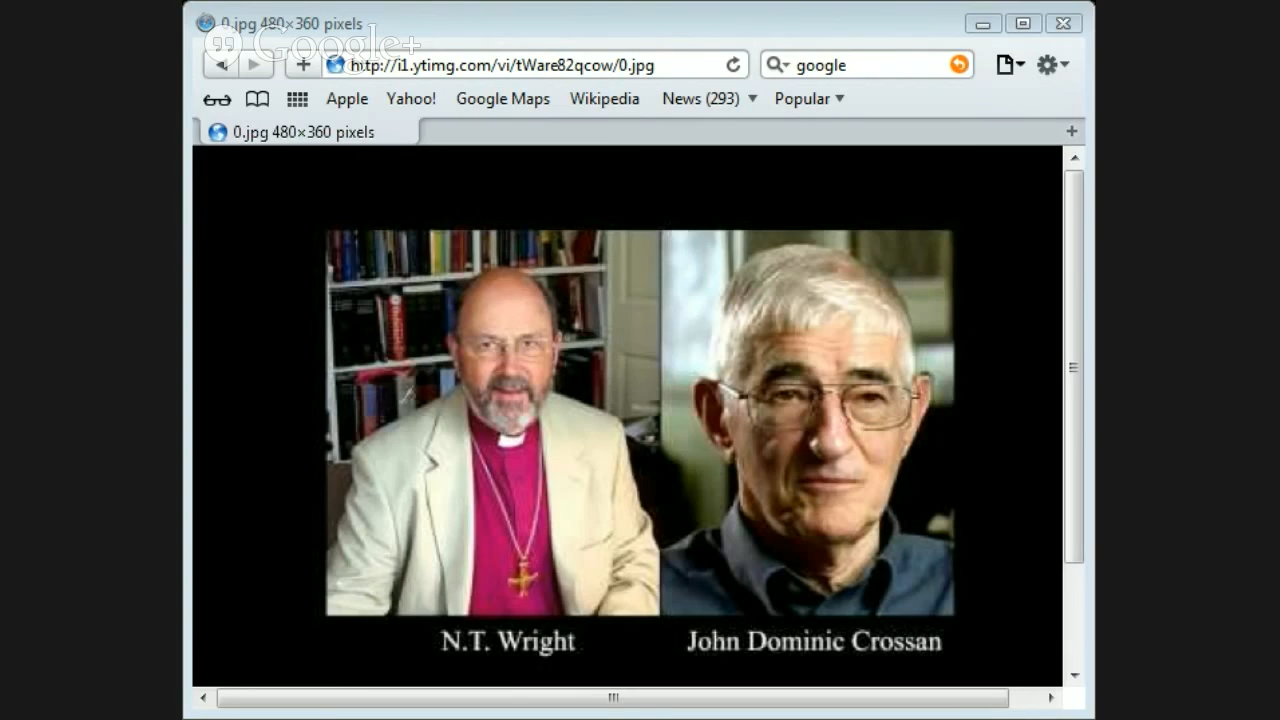 0.jpg 480×360 pixels
Google+
http://i1.ytimg.com/vi/tWare82qcow/0.jpg
google
Apple Yahoo! Google Maps Wikipedia News (293) Popular
0.jpg 480×360 pixels
N.T. Wright
John Dominic Crossan